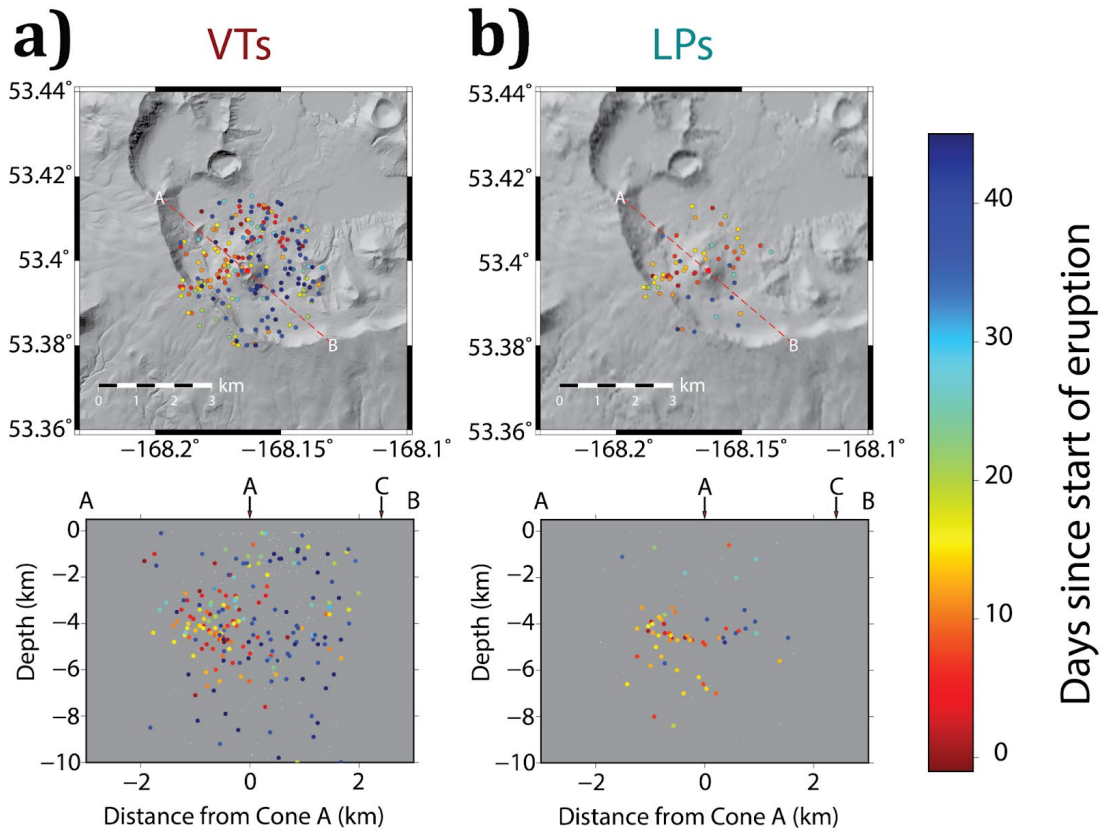 a) VTs b) LPs
53.44° 53.44°
53.42° 53.42°
53.4° 53.4°
53.38° 53.38°
53.36° 53.36°
A B A B
km km
0 1 2 3 0 1 2 3
−168.2 −168.15 −168.1° −168.2 −168.15 −168.1°
A A C B A A C B
0 0
−2 −2
−4 −4
−6 −6
−8 −8
−10 −10
Depth (km) Depth (km)
−2 0 2 −2 0 2
Distance from Cone A (km) Distance from Cone A (km)
40
30
20
10
0
Days since start of eruption